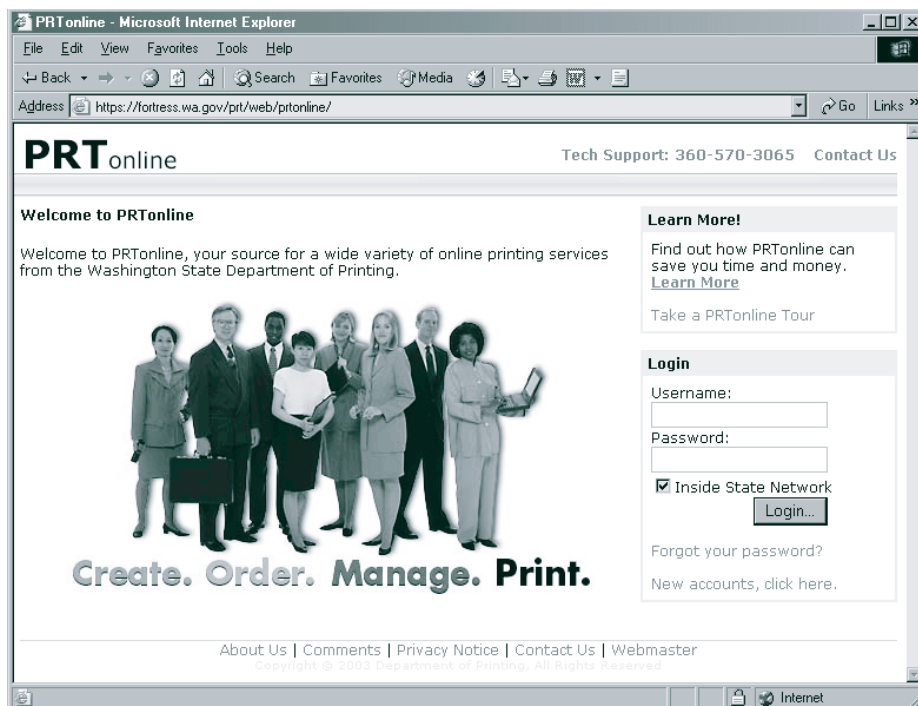 PRTonline - Microsoft Internet Explorer
File Edit View Favorites Tools Help
Back Search Favorites Media
Address https://fortress.wa.gov/prt/web/prtonline/ Go Links »
PRTonline
Tech Support: 360-570-3065 Contact Us
Welcome to PRTonline
Welcome to PRTonline, your source for a wide variety of online printing services
from the Washington State Department of Printing.
Create. Order. Manage. Print.
Learn More!
Find out how PRTonline can
save you time and money.
Learn More
Take a PRTonline Tour
Login
Username:
Password:
Inside State Network
Login...
Forgot your password?
New accounts, click here.
About Us | Comments | Privacy Notice | Contact Us | Webmaster
Copyright © 2003 Department of Printing, All Rights Reserved
Internet